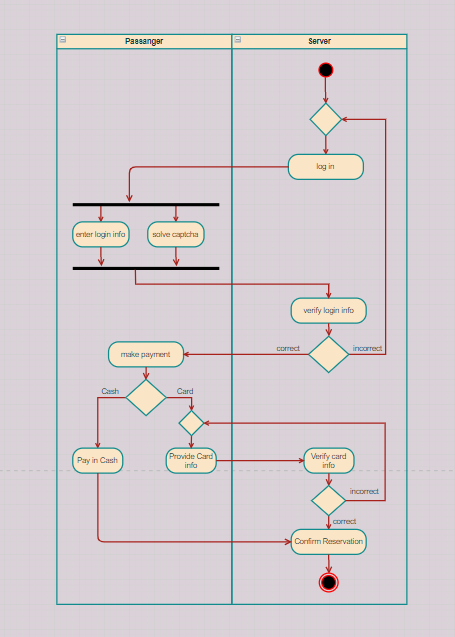 Passanger
Server
log in
enter login info
solve captcha
verify login info
correct
incorrect
make payment
Cash
Card
Pay in Cash
Provide Card
info
Verify card
info
incorrect
correct
Confirm Reservation